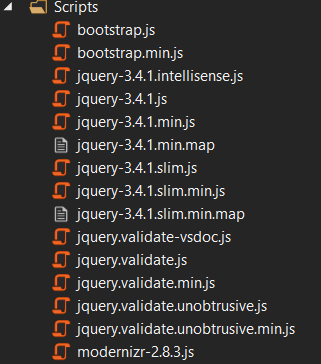 Scripts
bootstrap.js
bootstrap.min.js
jquery-3.4.1.intellisense.js
jquery-3.4.1.js
jquery-3.4.1.min.js
jquery-3.4.1.min.map
jquery-3.4.1.slim.js
jquery-3.4.1.slim.min.js
jquery-3.4.1.slim.min.map
jquery.validate-vsdoc.js
jquery.validate.js
jquery.validate.min.js
jquery.validate.unobtrusive.js
jquery.validate.unobtrusive.min.js
modernizr-2.8.3.js